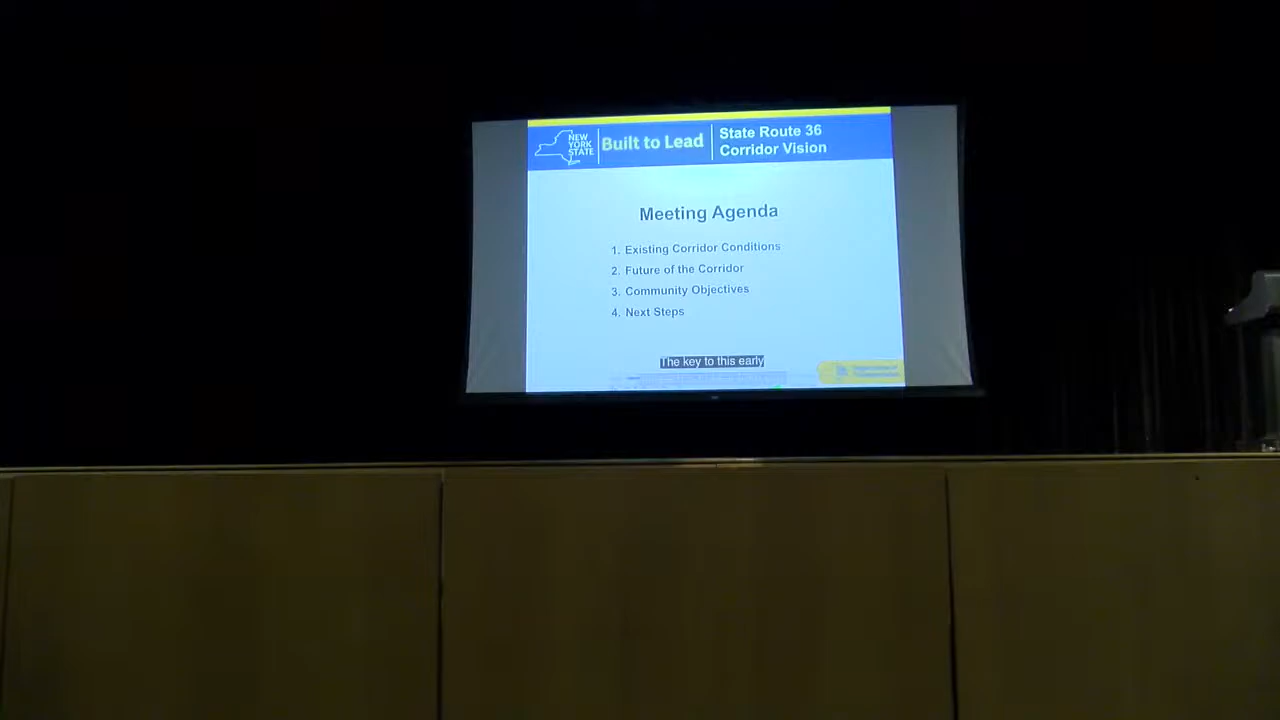 NEW
YORK
STATE
Built to Lead
State Route 36
Corridor Vision
Meeting Agenda
1. Existing Corridor Conditions
2. Future of the Corridor
3. Community Objectives
4. Next Steps
The key to this early